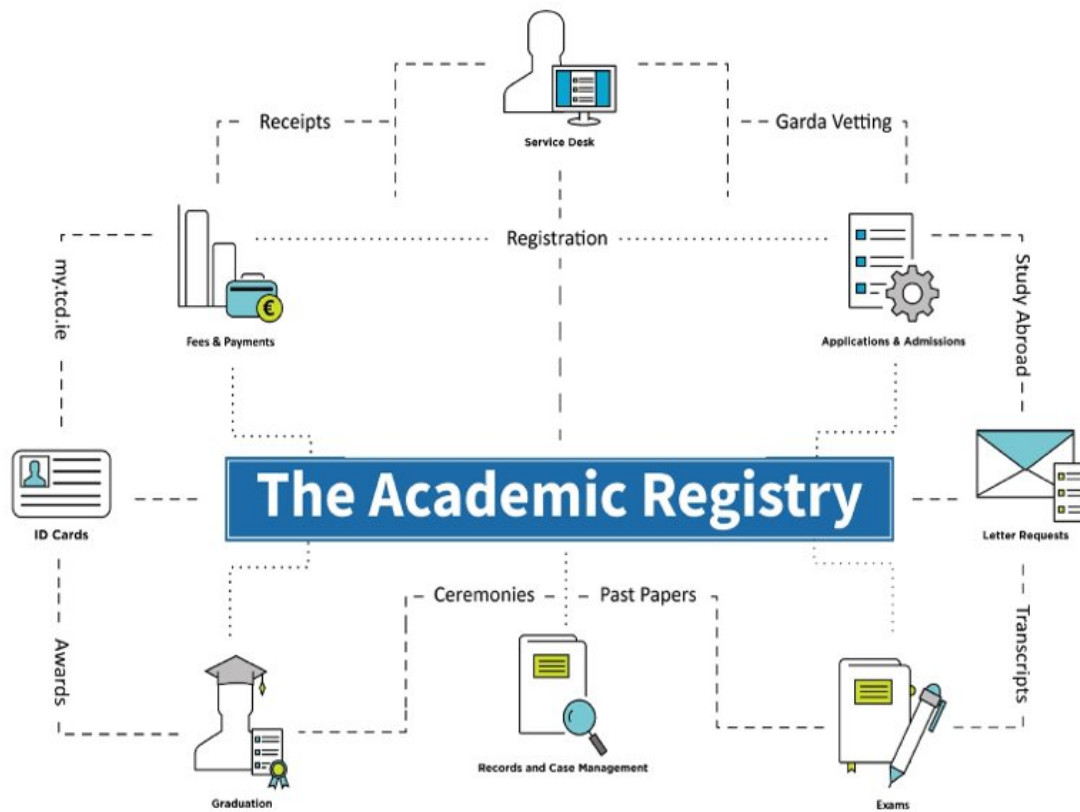 Service Desk
Receipts
Garda Vetting
Registration
my.tcd.ie
€
Fees & Payments
Applications & Admissions
Study Abroad
The Academic Registry
ID Cards
Letter Requests
Ceremonies
Past Papers
Awards
Transcripts
Graduation
Records and Case Management
Exams